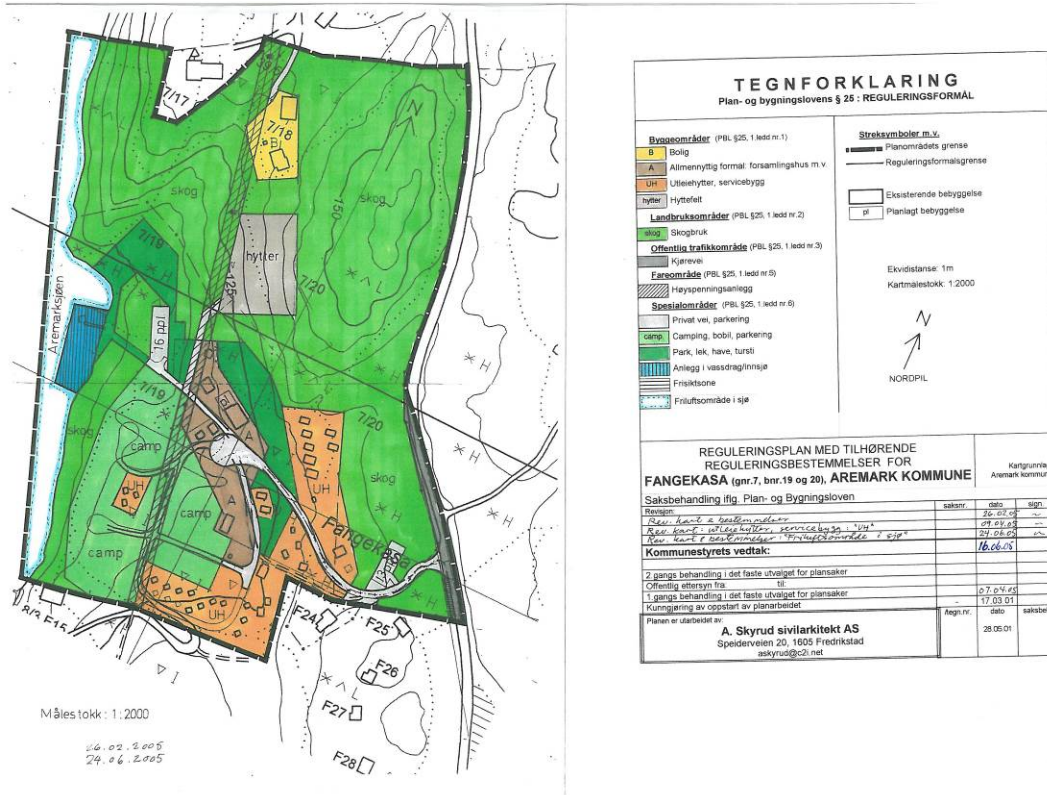 7/17
7/18
B
skog
skog
150
hytter
125
7/19
7/20
H
H
L
Aremarksjøen
16 ppl.
7/19
7/20
skog
skog
camp
camp
camp
UH
A
A
UH
UH
Fangekasa
H
H
F15
F24
F25
F26
F27
F28
I
L
N
Målestokk: 1:2000
26.02.2005
24.06.2005
TEGNFORKLARING
Plan- og bygningslovens § 25 : REGULERINGSFORMÅL
Byggeområder (PBL §25, 1.ledd nr.1)
B Bolig
A Allmennyttig formål: forsamlingshus m.v.
UH Utleiehytter, servicebygg
hytter Hyttefelt
Landbruksområder (PBL §25, 1.ledd nr.2)
skog Skogbruk
Offentlig trafikkområde (PBL §25, 1.ledd nr.3)
Kjørevei
Fareområde (PBL §25, 1.ledd nr.5)
Høyspenningsanlegg
Spesialområder (PBL §25, 1.ledd nr.6)
Privat vei, parkering
camp. Camping, bobil, parkering
Park, lek, have, tursti
Anlegg i vassdrag/innsjø
Frisiktsone
Friluftsområde i sjø
Streksymboler m.v.
Planområdets grense
Reguleringsformålsgrense
Eksisterende bebyggelse
pl Planlagt bebyggelse
Ekvidistanse: 1m
Kartmålestokk: 1:2000
N
NORDPIL
REGULERINGSPLAN MED TILHØRENDE
REGULERINGSBESTEMMELSER FOR
FANGEKASA (gnr.7, bnr.19 og 20), AREMARK KOMMUNE
Kartgrunnlag
Aremark kommun
Saksbehandling iflg. Plan- og Bygningsloven
saksnr. dato sign.
Revisjon:
Rev. kart & bestemmelser 26.02.05
Rev. kart: utleiehytter, servicebygg: "UH" 09.04.05
Rev. kart & bestemmelser: "Friluftsområde i sjø" 24.06.05
Kommunestyrets vedtak: 16.06.05
2.gangs behandling i det faste utvalget for plansaker
Offentlig ettersyn fra til:
1.gangs behandling i det faste utvalget for plansaker 07.04.05
Kunngjøring av oppstart av planarbeidet - 17.03.01
Planen er utarbeidet av:
A. Skyrud sivilarkitekt AS
Speiderveien 20, 1605 Fredrikstad
askyrud@c2i.net
tegn.nr. dato saksbeh
28.05.01